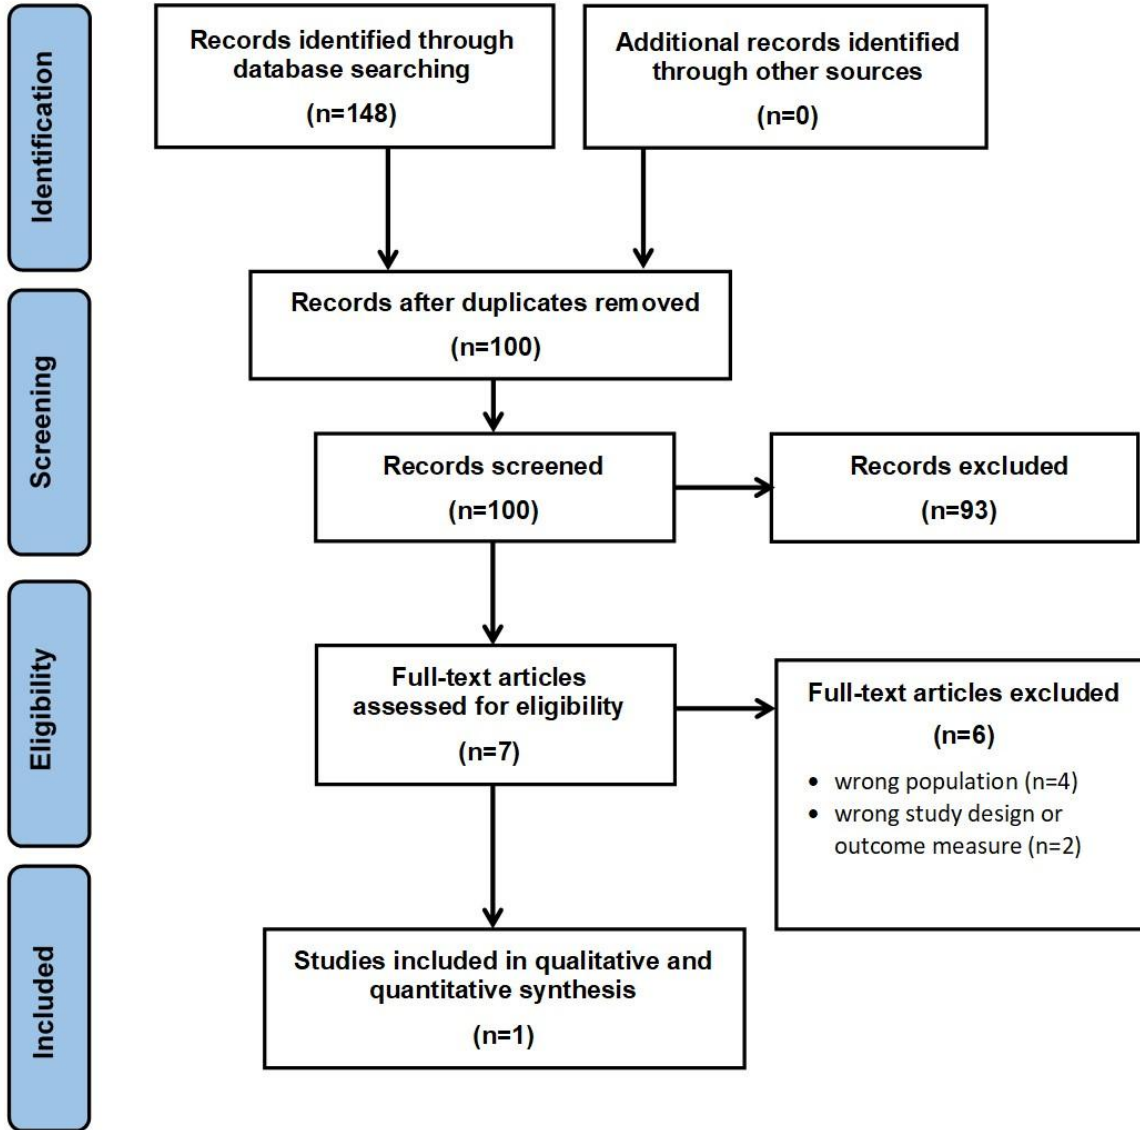 Identification
Records identified through
database searching
(n=148)
Additional records identified
through other sources
(n=0)
Records after duplicates removed
(n=100)
Screening
Records screened
(n=100)
Records excluded
(n=93)
Eligibility
Full-text articles
assessed for eligibility
(n=7)
Full-text articles excluded
(n=6)
• wrong population (n=4)
• wrong study design or
outcome measure (n=2)
Included
Studies included in qualitative and
quantitative synthesis
(n=1)